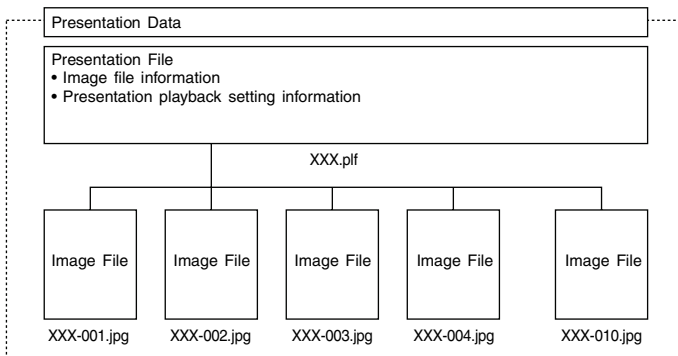 Presentation Data
Presentation File
• Image file information
• Presentation playback setting information
XXX.plf
Image File Image File Image File Image File Image File
XXX-001.jpg XXX-002.jpg XXX-003.jpg XXX-004.jpg XXX-010.jpg